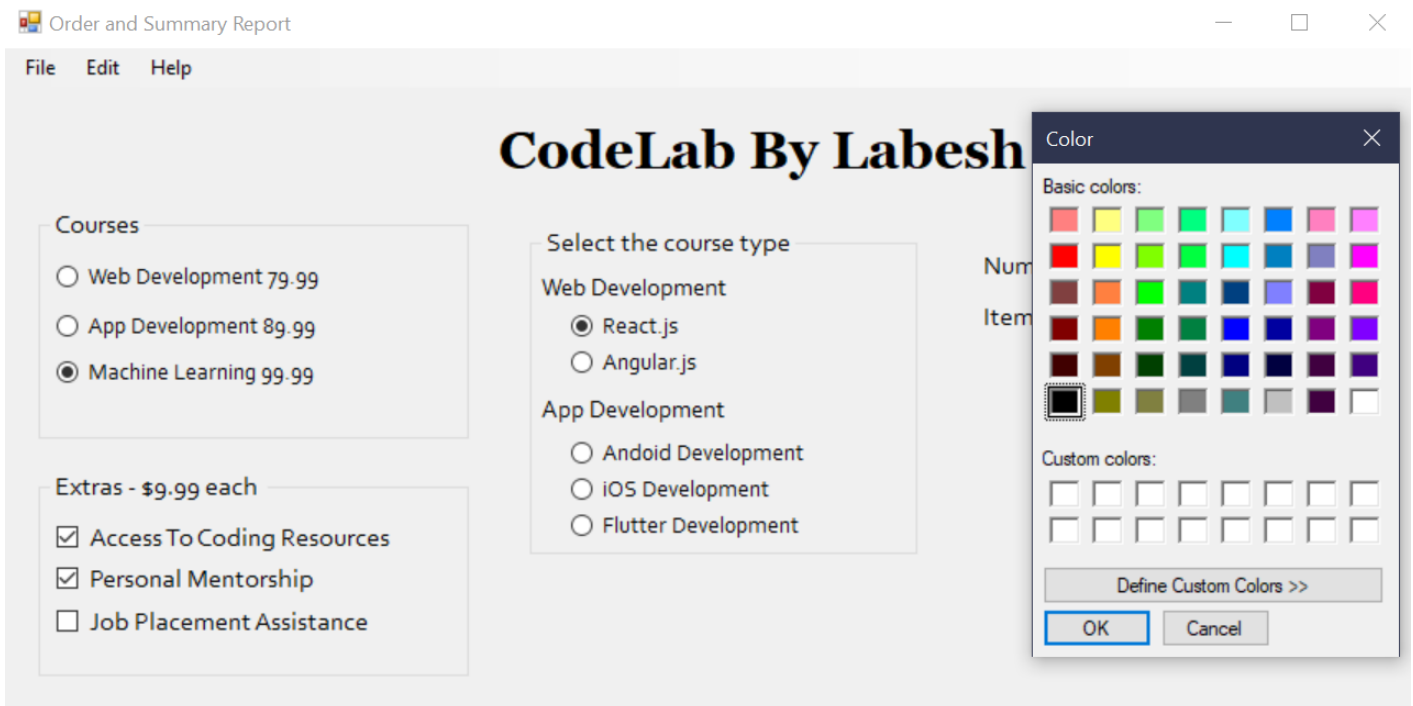 Order and Summary Report
File Edit Help
CodeLab By Labesh
Courses
Web Development 79.99
App Development 89.99
Machine Learning 99.99
Extras - $9.99 each
Access To Coding Resources
Personal Mentorship
Job Placement Assistance
Select the course type
Web Development
React.js
Angular.js
App Development
Andoid Development
iOS Development
Flutter Development
Num
Item
Color
Basic colors:
Custom colors:
Define Custom Colors >>
OK Cancel